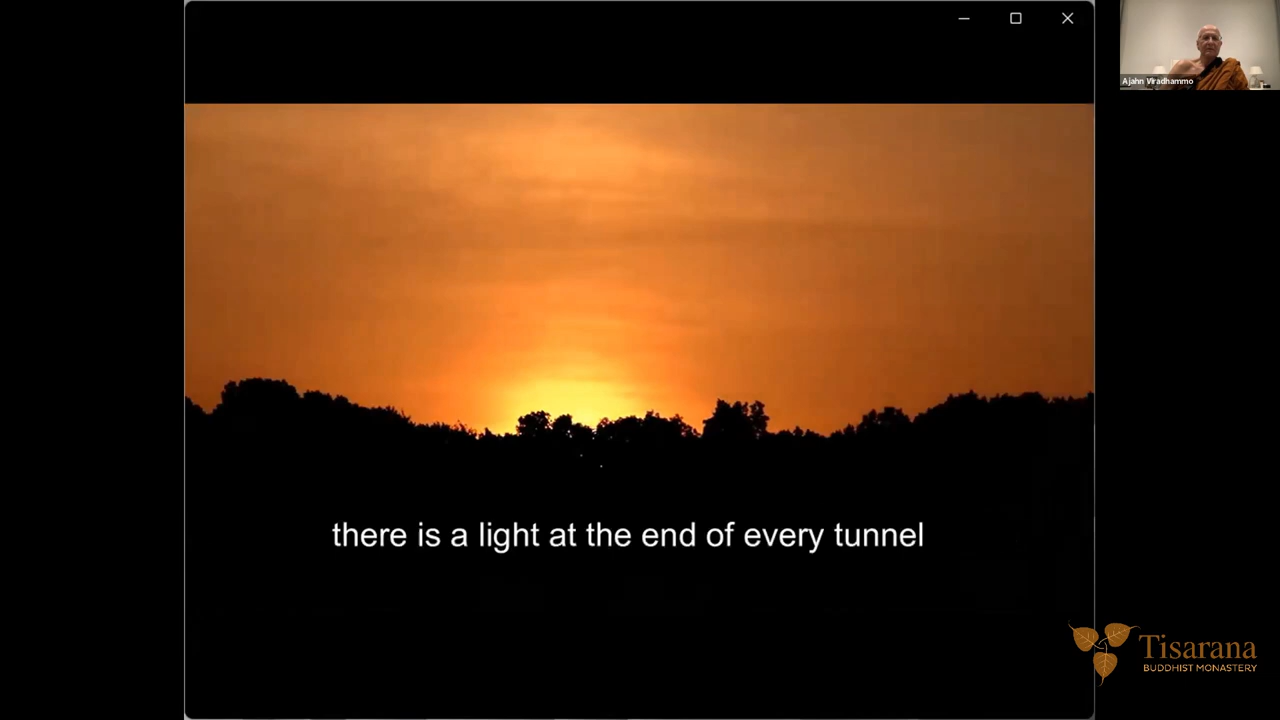 Ajahn Viradhammo
there is a light at the end of every tunnel
Tisarana
BUDDHIST MONASTERY